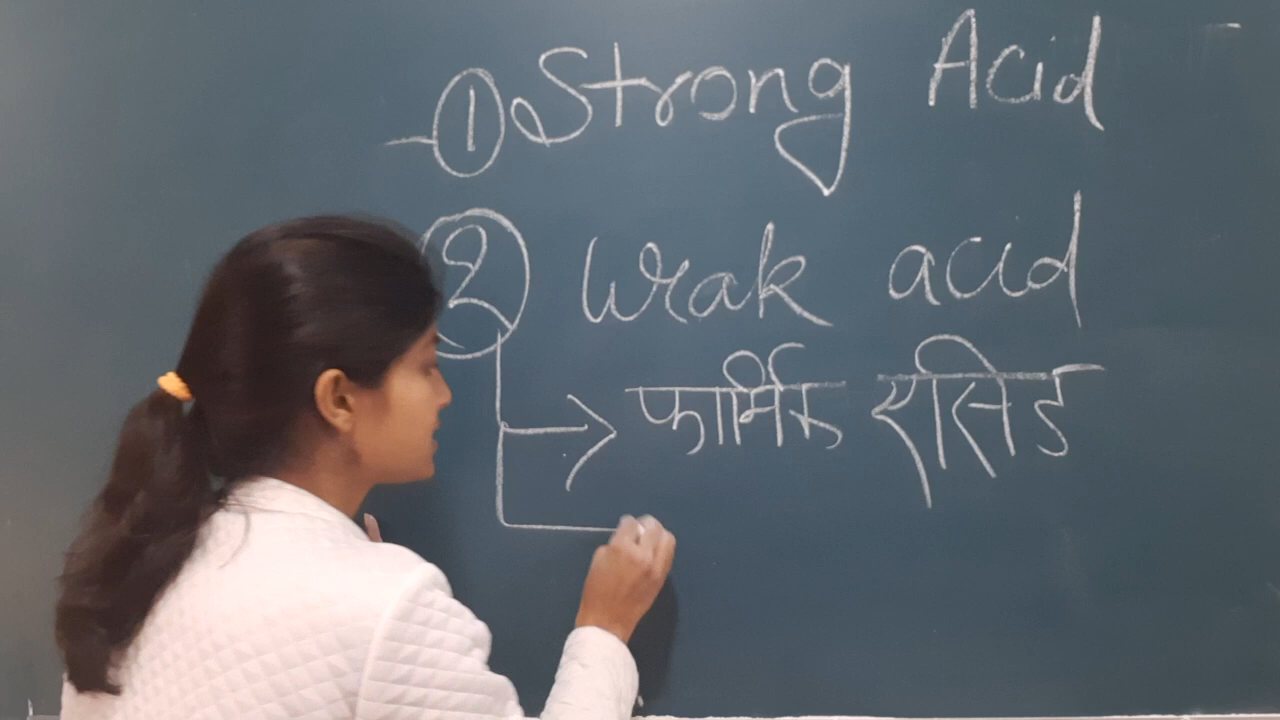 ① Strong Acid
② Weak acid
→ फार्मिक एसिड